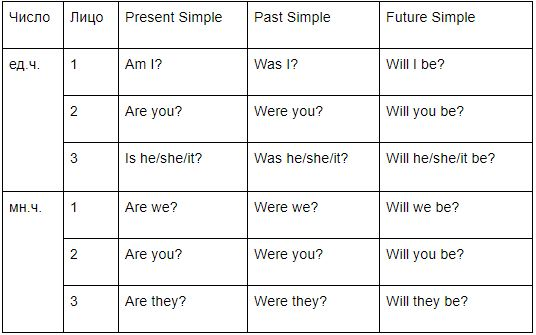 Число Лицо Present Simple Past Simple Future Simple
ед.ч. 1 Am I? Was I? Will I be?
2 Are you? Were you? Will you be?
3 Is he/she/it? Was he/she/it? Will he/she/it be?
мн.ч. 1 Are we? Were we? Will we be?
2 Are you? Were you? Will you be?
3 Are they? Were they? Will they be?